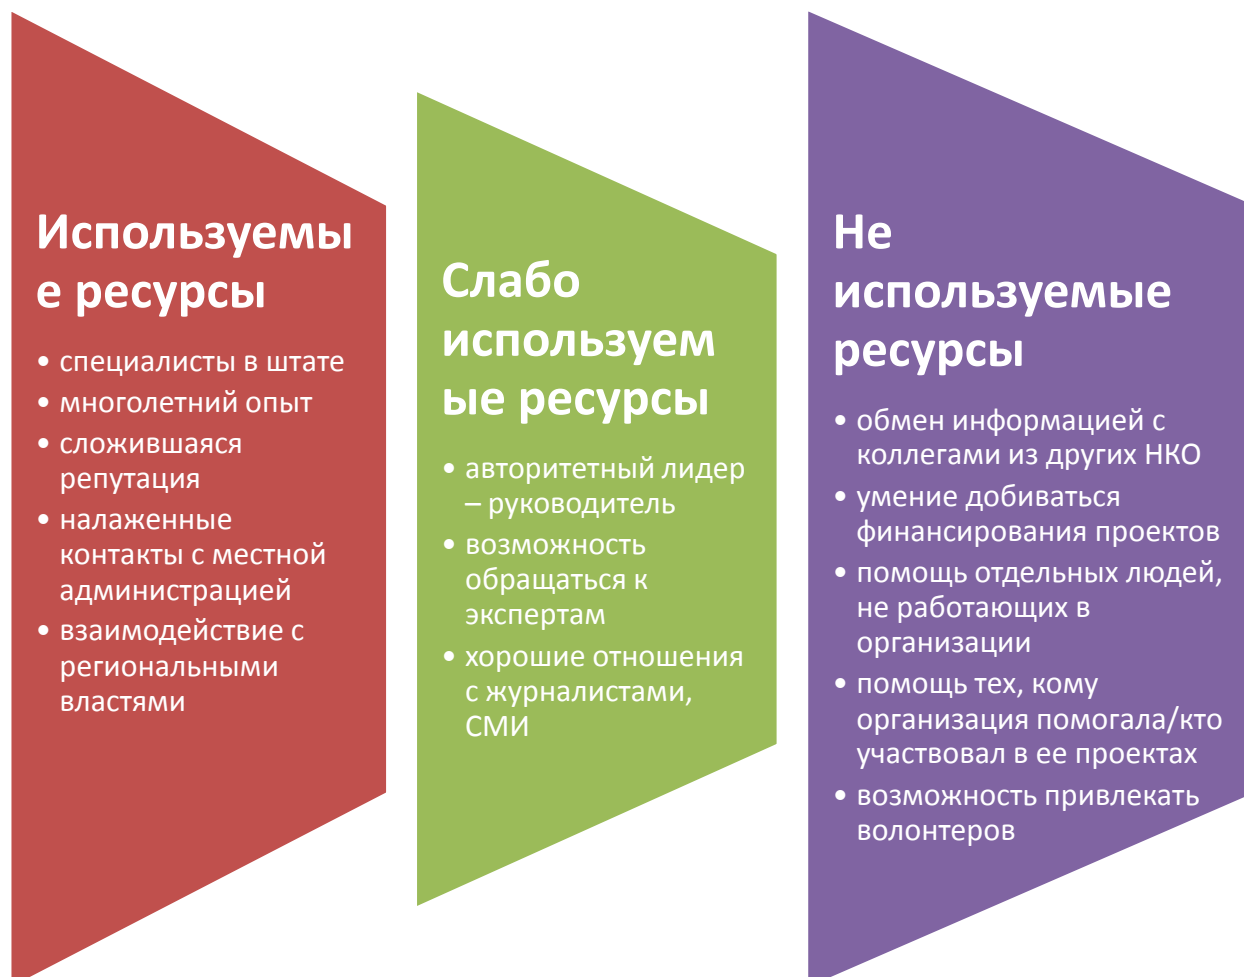 Используемы
е ресурсы
• специалисты в штате
• многолетний опыт
• сложившаяся
репутация
• налаженные
контакты с местной
администрацией
• взаимодействие с
региональными
властями
Слабо
используем
ые ресурсы
• авторитетный лидер
– руководитель
• возможность
обращаться к
экспертам
• хорошие отношения
с журналистами,
СМИ
Не
используемые
ресурсы
• обмен информацией с
коллегами из других НКО
• умение добиваться
финансирования проектов
• помощь отдельных людей,
не работающих в
организации
• помощь тех, кому
организация помогала/кто
участвовал в ее проектах
• возможность привлекать
волонтеров